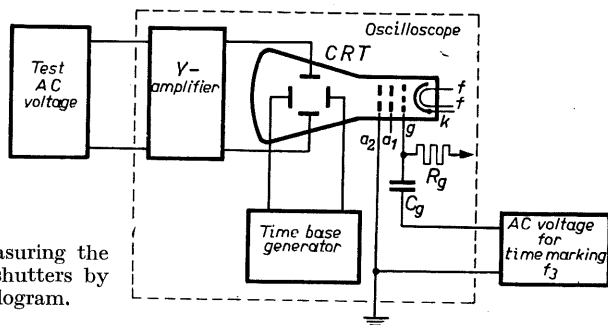 Oscilloscope
CRT
Test
AC
voltage
Y-
amplifier
f
f
k
g
a1
a2
Rg
Cg
Time base
generator
AC voltage
for
time marking
f3
asuring the
shutters by
logram.